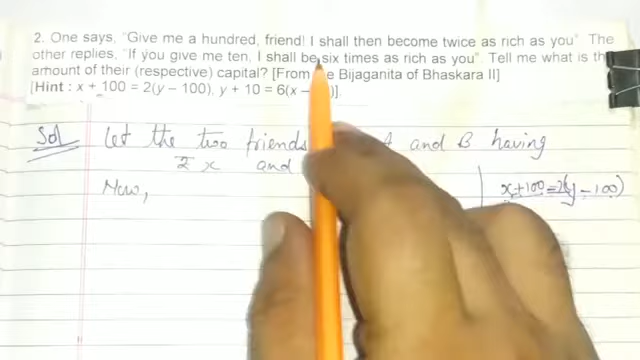 2. One says, "Give me a hundred, friend! I shall then become twice as rich as you". The
other replies, "If you give me ten, I shall be six times as rich as you". Tell me what is th
amount of their (respective) capital? [From e Bijaganita of Bhaskara II]
[Hint : x + 100 = 2(y – 100), y + 10 = 6(x – )].
Sol Let the two friends A and B having
₹ x and
Now,
x + 100 = 2(y – 100)